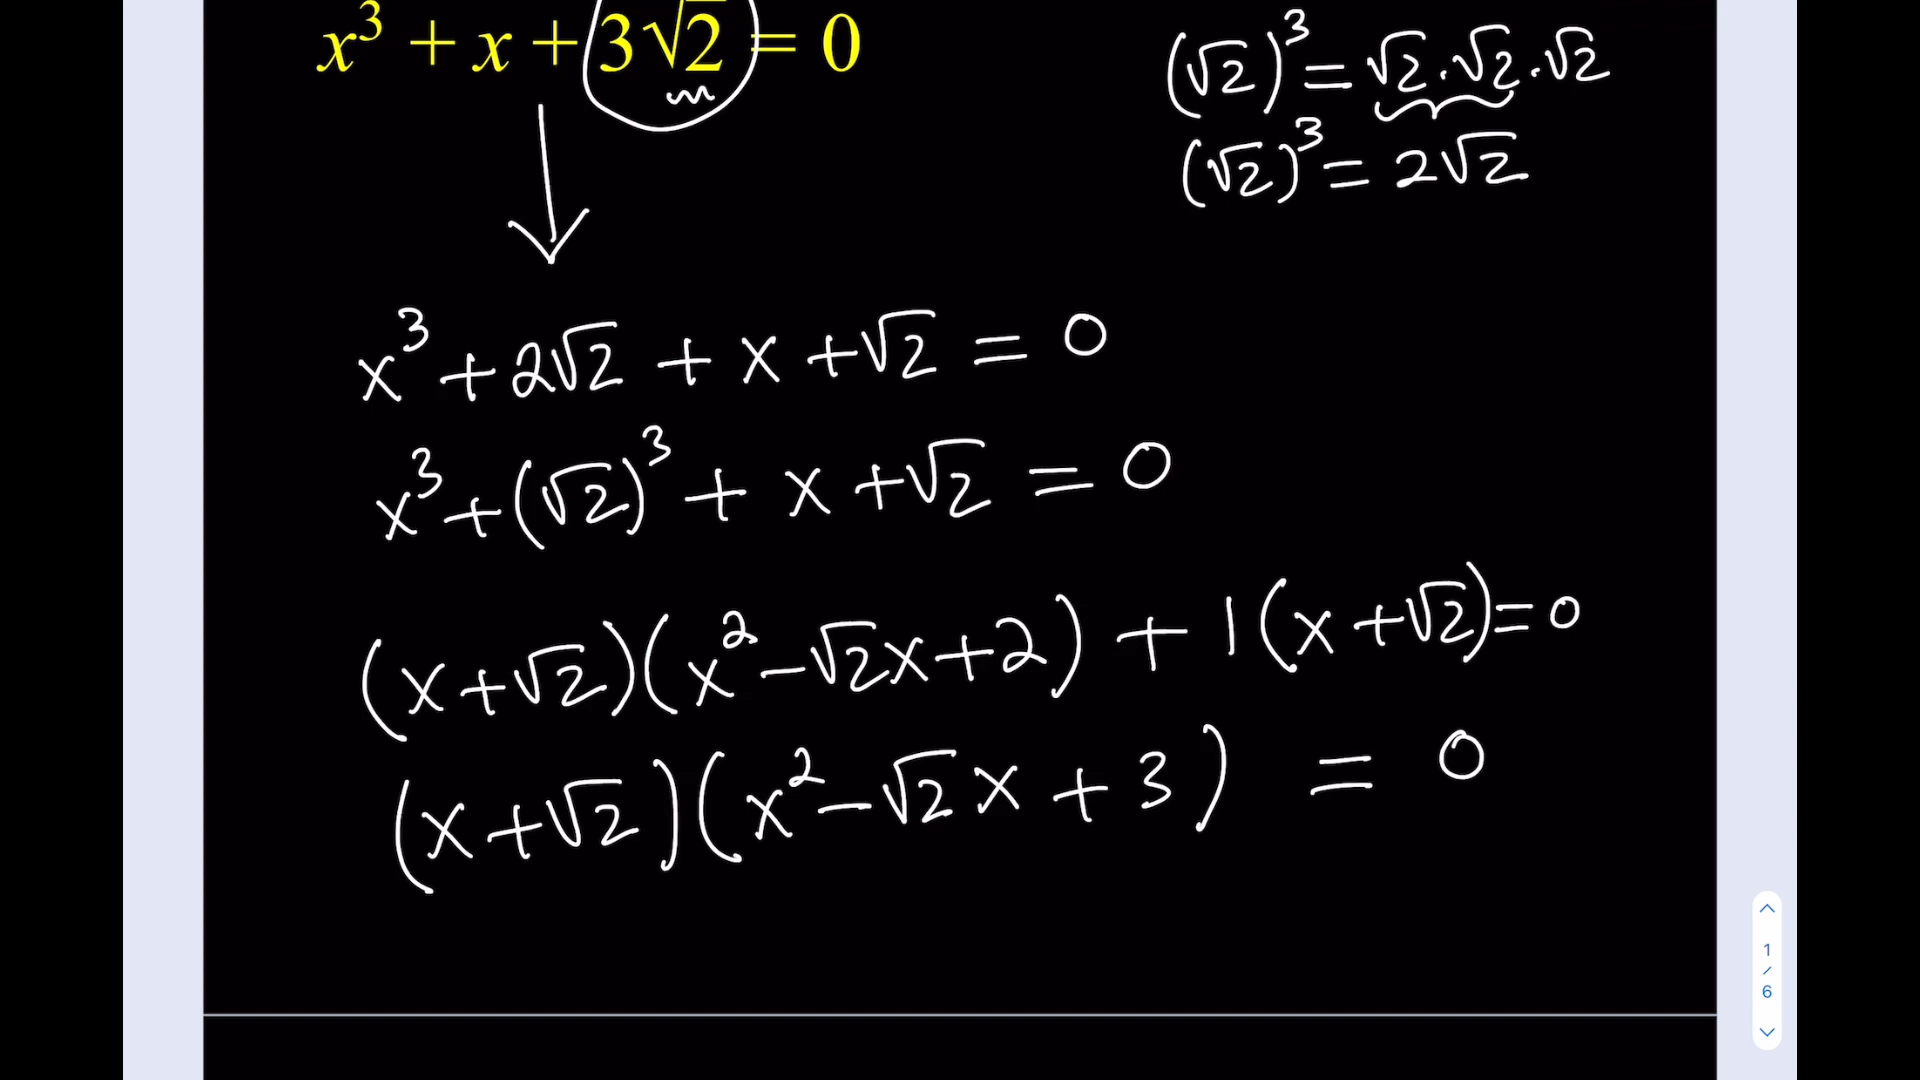 x³ + x + 3√2 = 0
(√2)³ = √2 · √2 · √2
(√2)³ = 2√2
x³ + 2√2 + x + √2 = 0
x³ + (√2)³ + x + √2 = 0
(x + √2)(x² − √2x + 2) + 1(x + √2) = 0
(x + √2)(x² − √2x + 3) = 0
1
/
6